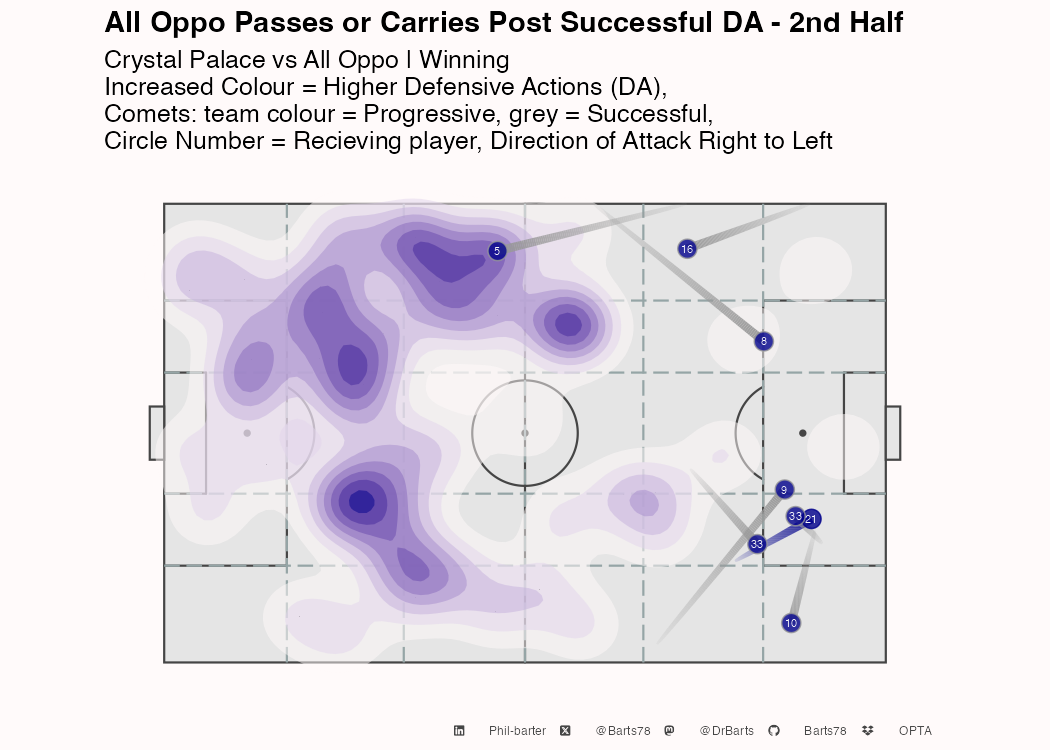 All Oppo Passes or Carries Post Successful DA - 2nd Half
Crystal Palace vs All Oppo | Winning
Increased Colour = Higher Defensive Actions (DA),
Comets: team colour = Progressive, grey = Successful,
Circle Number = Recieving player, Direction of Attack Right to Left
5
16
8
9
33
21
33
10
Phil-barter @Barts78 @DrBarts Barts78 OPTA